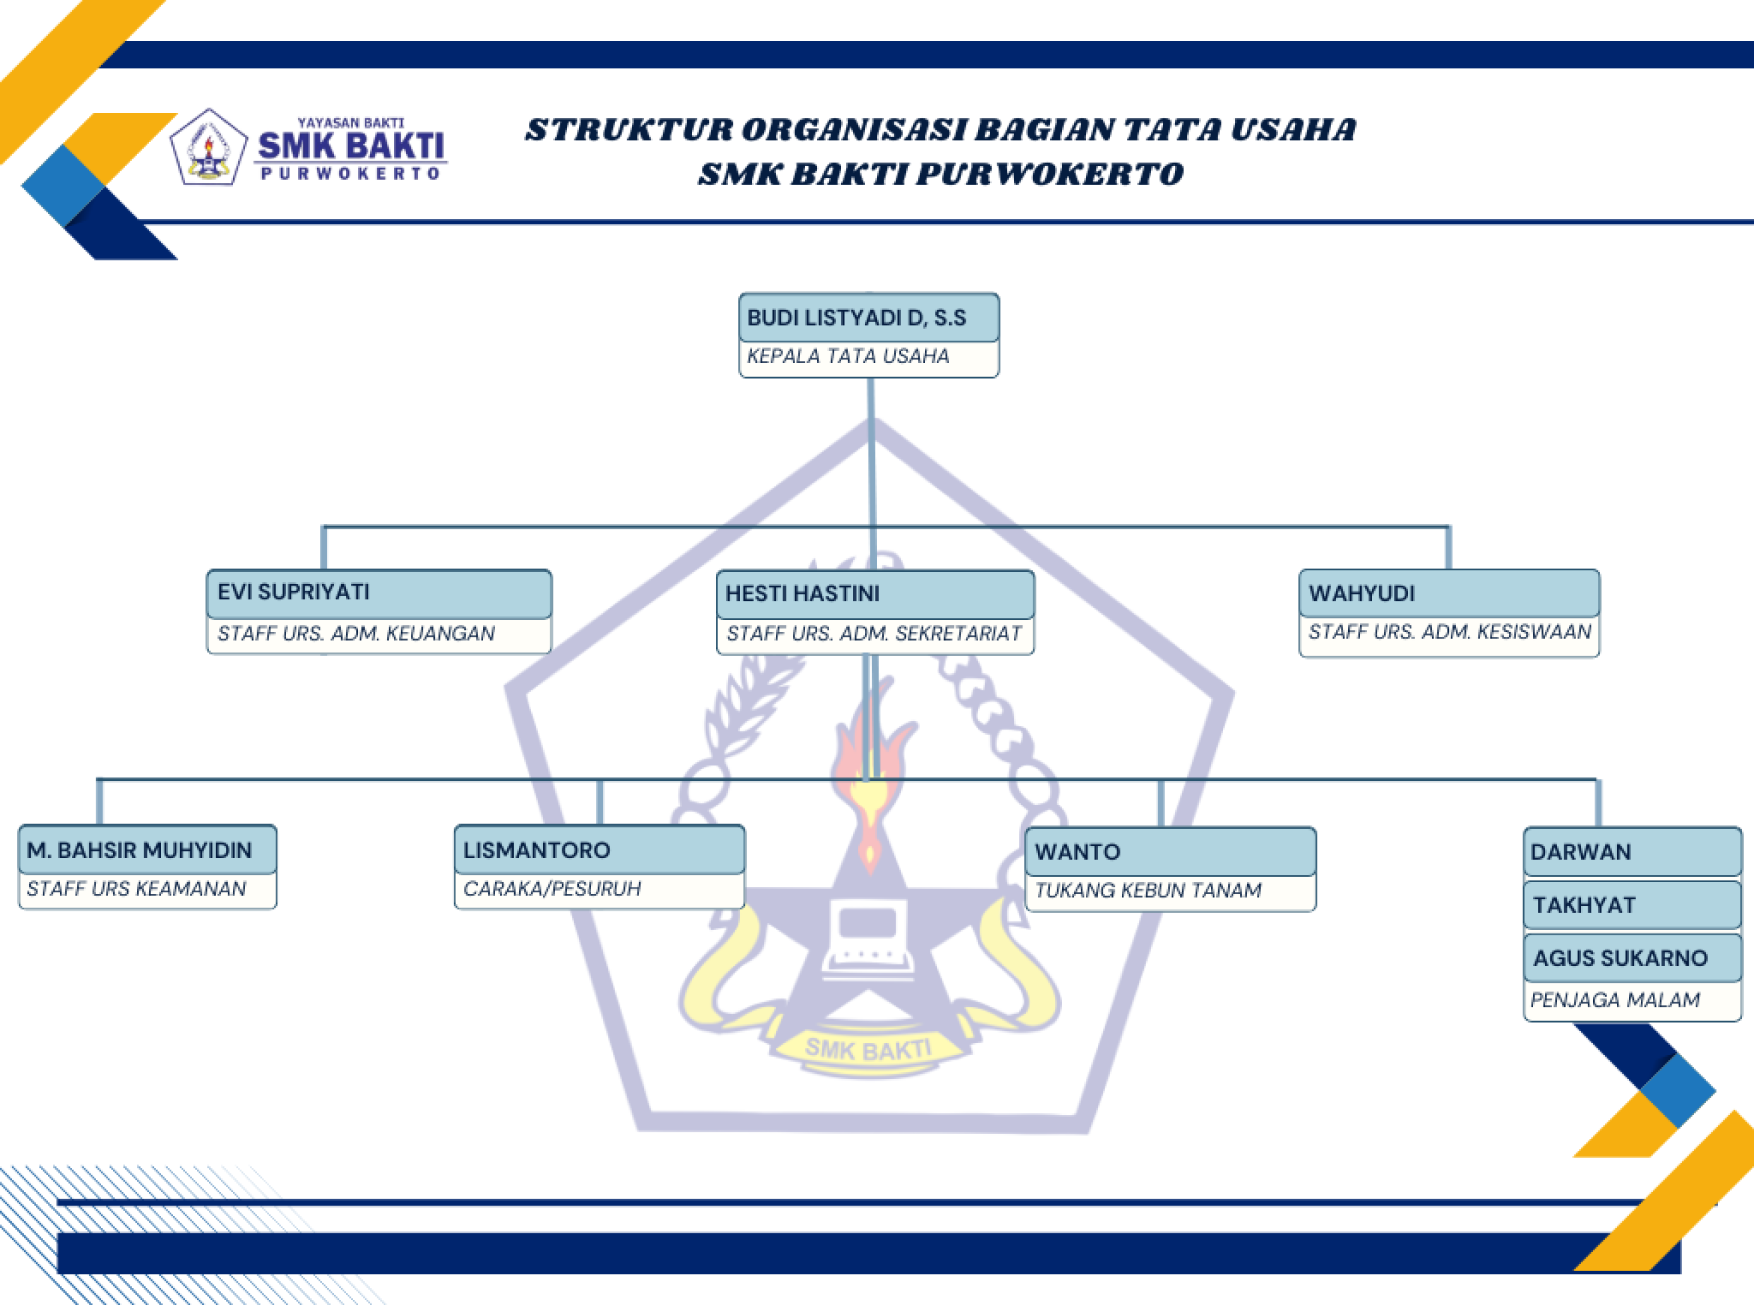 YAYASAN BAKTI
SMK BAKTI
PURWOKERTO
STRUKTUR ORGANISASI BAGIAN TATA USAHA
SMK BAKTI PURWOKERTO
BUDI LISTYADI D, S.S
KEPALA TATA USAHA
EVI SUPRIYATI
STAFF URS. ADM. KEUANGAN
HESTI HASTINI
STAFF URS. ADM. SEKRETARIAT
WAHYUDI
STAFF URS. ADM. KESISWAAN
M. BAHSIR MUHYIDIN
STAFF URS KEAMANAN
LISMANTORO
CARAKA/PESURUH
WANTO
TUKANG KEBUN TANAM
DARWAN
TAKHYAT
AGUS SUKARNO
PENJAGA MALAM
SMK BAKTI